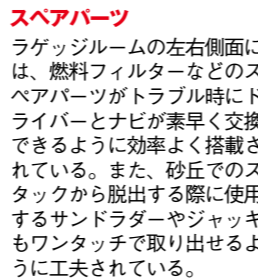 スペアパーツ
ラゲッジルームの左右側面に
は、燃料フィルターなどのス
ペアパーツがトラブル時にド
ライバーとナビが素早く交換
できるように効率よく搭載さ
れている。また、砂丘でのス
タックから脱出する際に使用
するサンドラダーやジャッキ
もワンタッチで取り出せるよ
うに工夫されている。